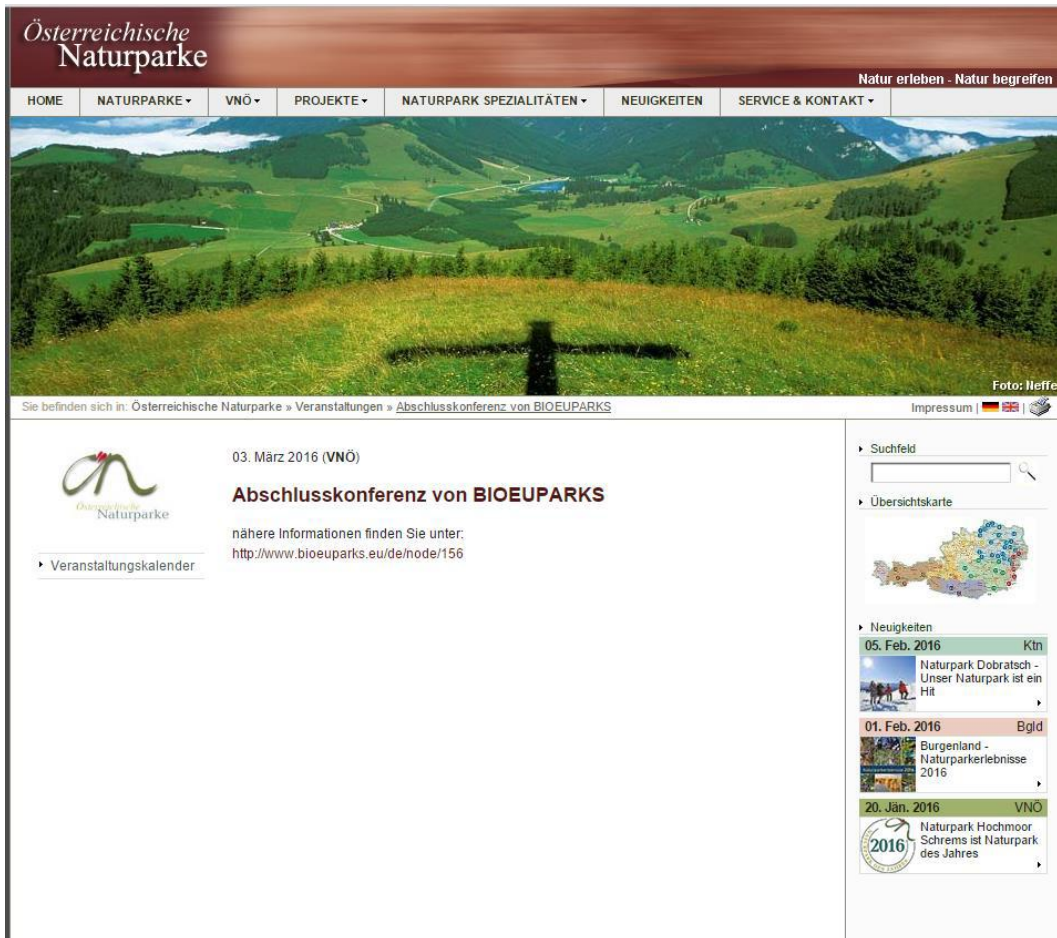 Österreichische
Naturparke
Natur erleben - Natur begreifen
HOME NATURPARKE VNÖ PROJEKTE NATURPARK SPEZIALITÄTEN NEUIGKEITEN SERVICE & KONTAKT
Foto: Neffe
Sie befinden sich in: Österreichische Naturparke » Veranstaltungen » Abschlusskonferenz von BIOEUPARKS
Impressum | |
Österreichische
Naturparke
Veranstaltungskalender
03. März 2016 (VNÖ)
Abschlusskonferenz von BIOEUPARKS
nähere Informationen finden Sie unter:
http://www.bioeuparks.eu/de/node/156
Suchfeld
Übersichtskarte
Neuigkeiten
05. Feb. 2016 Ktn
Naturpark Dobratsch -
Unser Naturpark ist ein
Hit
01. Feb. 2016 Bgld
Burgenland -
Naturparkerlebnisse
2016
20. Jän. 2016 VNÖ
2016
Naturpark Hochmoor
Schrems ist Naturpark
des Jahres